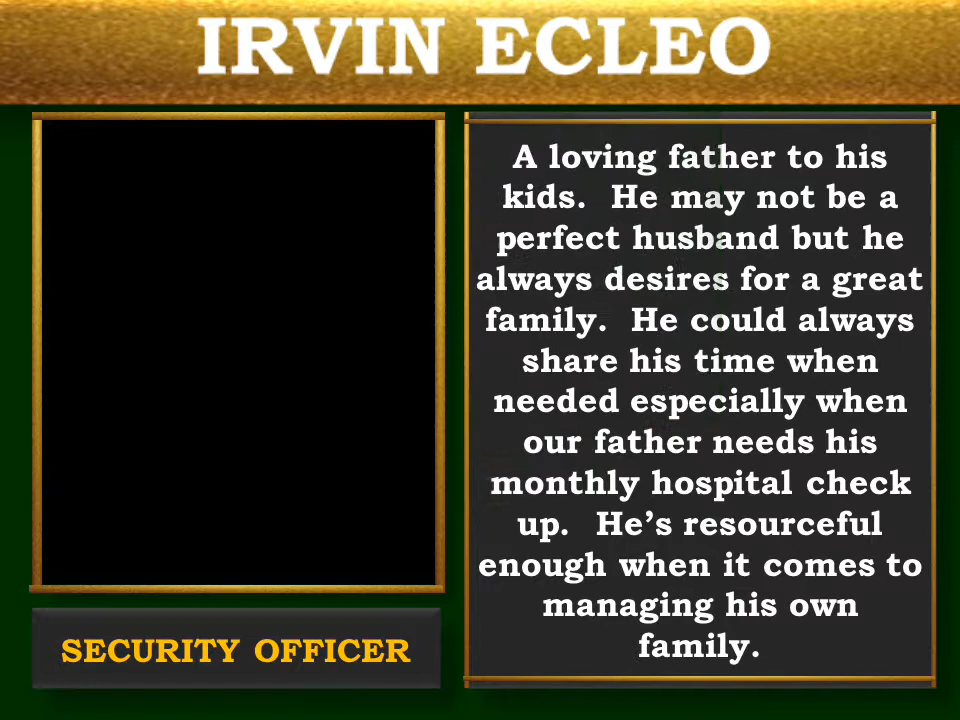 IRVIN ECLEO
A loving father to his
kids.  He may not be a
perfect husband but he
always desires for a great
family.  He could always
share his time when
needed especially when
our father needs his
monthly hospital check
up.  He’s resourceful
enough when it comes to
managing his own
family.
SECURITY OFFICER